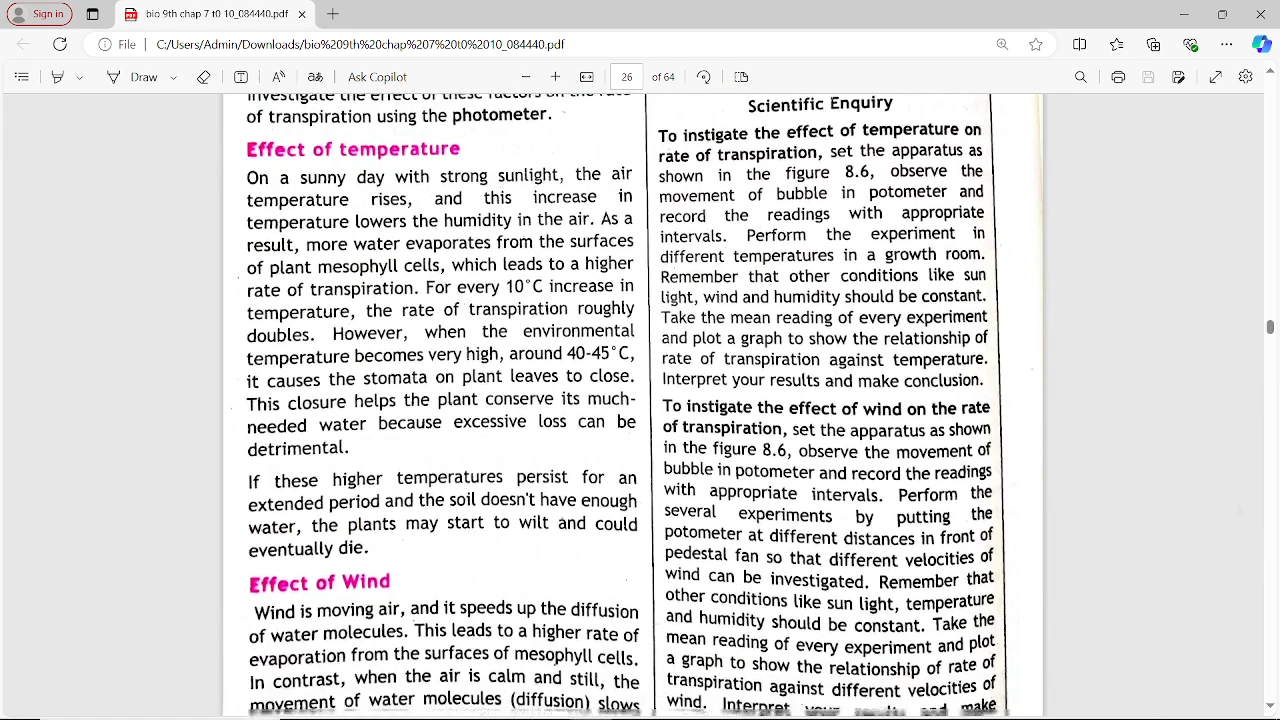 Sign in
bio 9th chap 7 t0 10_084440.pdf
File
C:/Users/Admin/Downloads/bio%209th%20chap%207%20t0%2010_084440.pdf
Draw
Ask Copilot
26 of 64
investigate the effect of these factors on the rate
of transpiration using the photometer.
Effect of temperature
On a sunny day with strong sunlight, the air
temperature rises, and this increase in
temperature lowers the humidity in the air. As a
result, more water evaporates from the surfaces
of plant mesophyll cells, which leads to a higher
rate of transpiration. For every 10°C increase in
temperature, the rate of transpiration roughly
doubles. However, when the environmental
temperature becomes very high, around 40-45°C,
it causes the stomata on plant leaves to close.
This closure helps the plant conserve its much-
needed water because excessive loss can be
detrimental.
If these higher temperatures persist for an
extended period and the soil doesn't have enough
water, the plants may start to wilt and could
eventually die.
Effect of Wind
Wind is moving air, and it speeds up the diffusion
of water molecules. This leads to a higher rate of
evaporation from the surfaces of mesophyll cells.
In contrast, when the air is calm and still, the
movement of water molecules (diffusion) slows
Scientific Enquiry
To instigate the effect of temperature on
rate of transpiration, set the apparatus as
shown in the figure 8.6, observe the
movement of bubble in potometer and
record the readings with appropriate
intervals. Perform the experiment in
different temperatures in a growth room.
Remember that other conditions like sun
light, wind and humidity should be constant.
Take the mean reading of every experiment
and plot a graph to show the relationship of
rate of transpiration against temperature.
Interpret your results and make conclusion.
To instigate the effect of wind on the rate
of transpiration, set the apparatus as shown
in the figure 8.6, observe the movement of
bubble in potometer and record the readings
with appropriate intervals. Perform the
several experiments by putting the
potometer at different distances in front of
pedestal fan so that different velocities of
wind can be investigated. Remember that
other conditions like sun light, temperature
and humidity should be constant. Take the
mean reading of every experiment and plot
a graph to show the relationship of rate of
transpiration against different velocities of
wind. Interpret your results and make